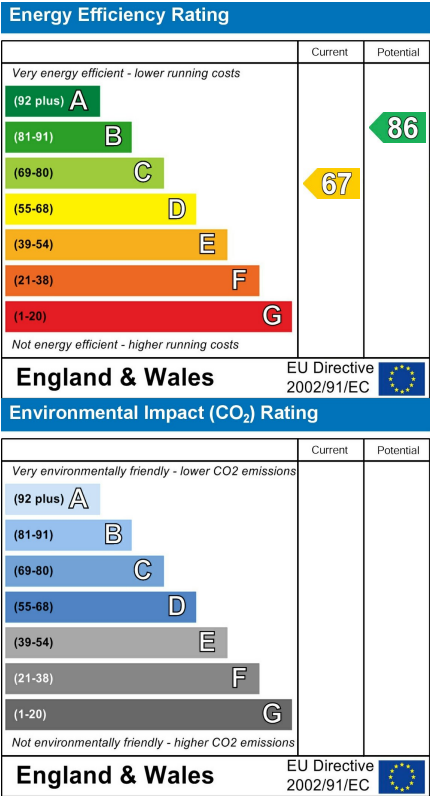 Energy Efficiency Rating
Current Potential
Very energy efficient - lower running costs
(92 plus) A
(81-91) B
86
(69-80) C
67
(55-68) D
(39-54) E
(21-38) F
(1-20) G
Not energy efficient - higher running costs
England & Wales
EU Directive
2002/91/EC
Environmental Impact (CO₂) Rating
Current Potential
Very environmentally friendly - lower CO2 emissions
(92 plus) A
(81-91) B
(69-80) C
(55-68) D
(39-54) E
(21-38) F
(1-20) G
Not environmentally friendly - higher CO2 emissions
England & Wales
EU Directive
2002/91/EC